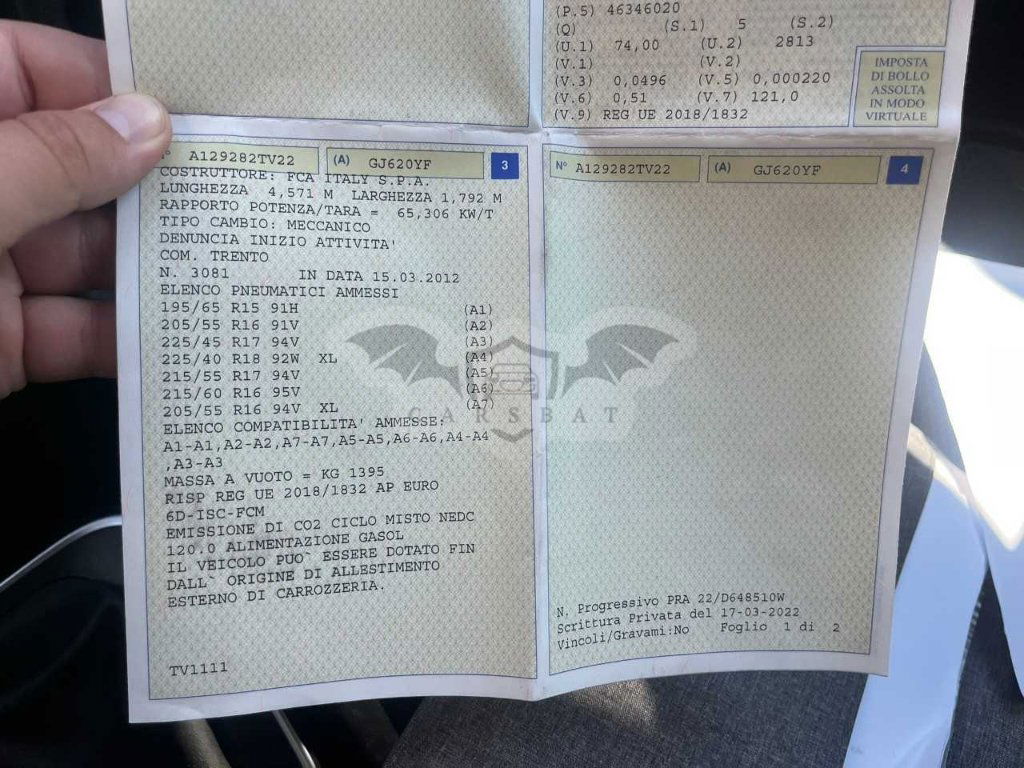 (P.5) 46346020
(Q) (S.1) 5 (S.2)
(U.1) 74,00 (U.2) 2813
(V.1) (V.2)
(V.3) 0,0496 (V.5) 0,000220
(V.6) 0,51 (V.7) 121,0
(V.9) REG UE 2018/1832
IMPOSTA
DI BOLLO
ASSOLTA
IN MODO
VIRTUALE
A129282TV22 (A) GJ620YF 3
COSTRUTTORE: FCA ITALY S.P.A.
LUNGHEZZA 4,571 M LARGHEZZA 1,792 M
RAPPORTO POTENZA/TARA = 65,306 KW/T
TIPO CAMBIO: MECCANICO
DENUNCIA INIZIO ATTIVITA'
COM. TRENTO
N. 3081 IN DATA 15.03.2012
ELENCO PNEUMATICI AMMESSI
195/65 R15 91H (A1)
205/55 R16 91V (A2)
225/45 R17 94V (A3)
225/40 R18 92W XL (A4)
215/55 R17 94V (A5)
215/60 R16 95V (A6)
205/55 R16 94V XL (A7)
ELENCO COMPATIBILITA' AMMESSE:
A1-A1,A2-A2,A7-A7,A5-A5,A6-A6,A4-A4
,A3-A3
MASSA A VUOTO = KG 1395
RISP REG UE 2018/1832 AP EURO
6D-ISC-FCM
EMISSIONE DI CO2 CICLO MISTO NEDC
120.0 ALIMENTAZIONE GASOL
IL VEICOLO PUO` ESSERE DOTATO FIN
DALL` ORIGINE DI ALLESTIMENTO
ESTERNO DI CARROZZERIA.
TV1111
N° A129282TV22 (A) GJ620YF 4
N. Progressivo PRA 22/D648510W
Scrittura Privata del 17-03-2022
Vincoli/Gravami:No Foglio 1 di 2
CARSBAT